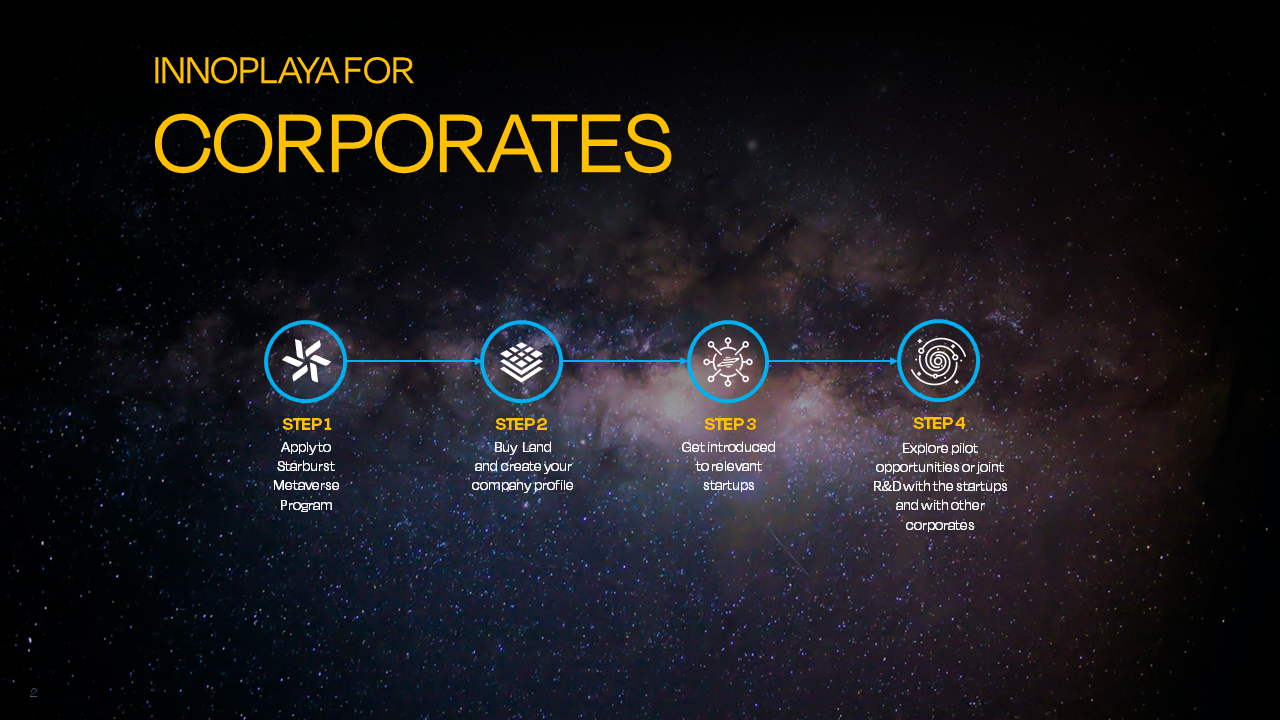 INNOPLAYA FOR
CORPORATES
STEP 1
Apply to
Starburst
Metaverse
Program
STEP 2
Buy Land
and create your
company profile
STEP 3
Get introduced
to relevant
startups
STEP 4
Explore pilot
opportunities or joint
R&D with the startups
and with other
corporates
2